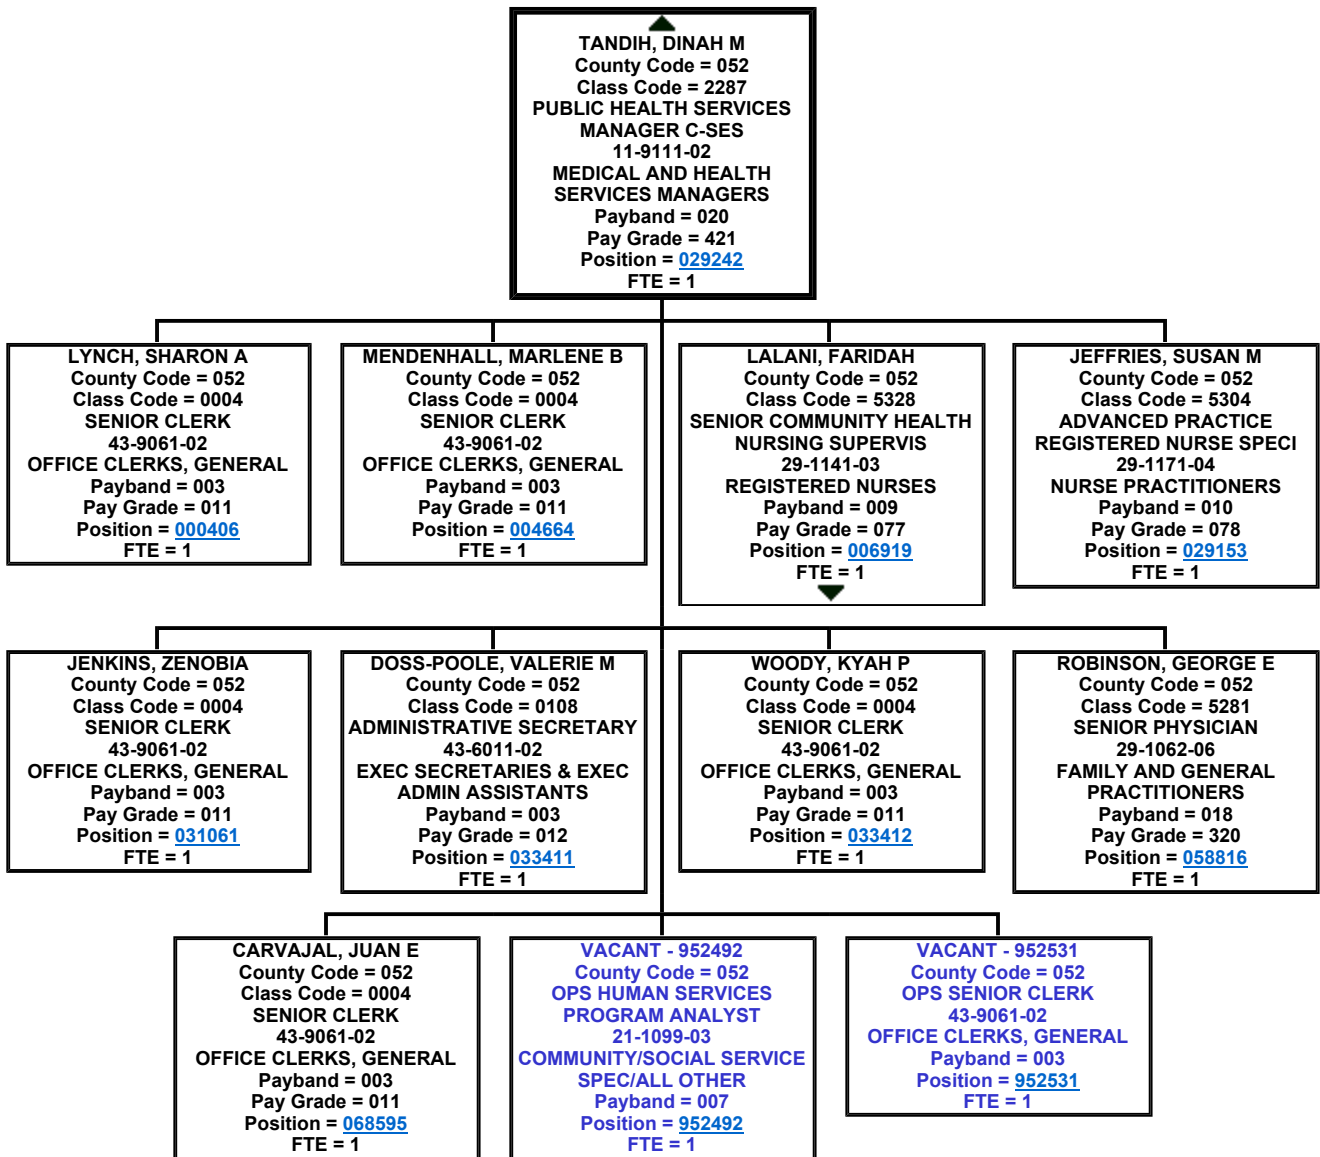 TANDIH, DINAH M
County Code = 052
Class Code = 2287
PUBLIC HEALTH SERVICES
MANAGER C-SES
11-9111-02
MEDICAL AND HEALTH
SERVICES MANAGERS
Payband = 020
Pay Grade = 421
Position = 029242
FTE = 1
LYNCH, SHARON A
County Code = 052
Class Code = 0004
SENIOR CLERK
43-9061-02
OFFICE CLERKS, GENERAL
Payband = 003
Pay Grade = 011
Position = 000406
FTE = 1
MENDENHALL, MARLENE B
County Code = 052
Class Code = 0004
SENIOR CLERK
43-9061-02
OFFICE CLERKS, GENERAL
Payband = 003
Pay Grade = 011
Position = 004664
FTE = 1
LALANI, FARIDAH
County Code = 052
Class Code = 5328
SENIOR COMMUNITY HEALTH
NURSING SUPERVIS
29-1141-03
REGISTERED NURSES
Payband = 009
Pay Grade = 077
Position = 006919
FTE = 1
JEFFRIES, SUSAN M
County Code = 052
Class Code = 5304
ADVANCED PRACTICE
REGISTERED NURSE SPECI
29-1171-04
NURSE PRACTITIONERS
Payband = 010
Pay Grade = 078
Position = 029153
FTE = 1
JENKINS, ZENOBIA
County Code = 052
Class Code = 0004
SENIOR CLERK
43-9061-02
OFFICE CLERKS, GENERAL
Payband = 003
Pay Grade = 011
Position = 031061
FTE = 1
DOSS-POOLE, VALERIE M
County Code = 052
Class Code = 0108
ADMINISTRATIVE SECRETARY
43-6011-02
EXEC SECRETARIES & EXEC
ADMIN ASSISTANTS
Payband = 003
Pay Grade = 012
Position = 033411
FTE = 1
WOODY, KYAH P
County Code = 052
Class Code = 0004
SENIOR CLERK
43-9061-02
OFFICE CLERKS, GENERAL
Payband = 003
Pay Grade = 011
Position = 033412
FTE = 1
ROBINSON, GEORGE E
County Code = 052
Class Code = 5281
SENIOR PHYSICIAN
29-1062-06
FAMILY AND GENERAL
PRACTITIONERS
Payband = 018
Pay Grade = 320
Position = 058816
FTE = 1
CARVAJAL, JUAN E
County Code = 052
Class Code = 0004
SENIOR CLERK
43-9061-02
OFFICE CLERKS, GENERAL
Payband = 003
Pay Grade = 011
Position = 068595
FTE = 1
VACANT - 952492
County Code = 052
OPS HUMAN SERVICES
PROGRAM ANALYST
21-1099-03
COMMUNITY/SOCIAL SERVICE
SPEC/ALL OTHER
Payband = 007
Position = 952492
FTE = 1
VACANT - 952531
County Code = 052
OPS SENIOR CLERK
43-9061-02
OFFICE CLERKS, GENERAL
Payband = 003
Position = 952531
FTE = 1